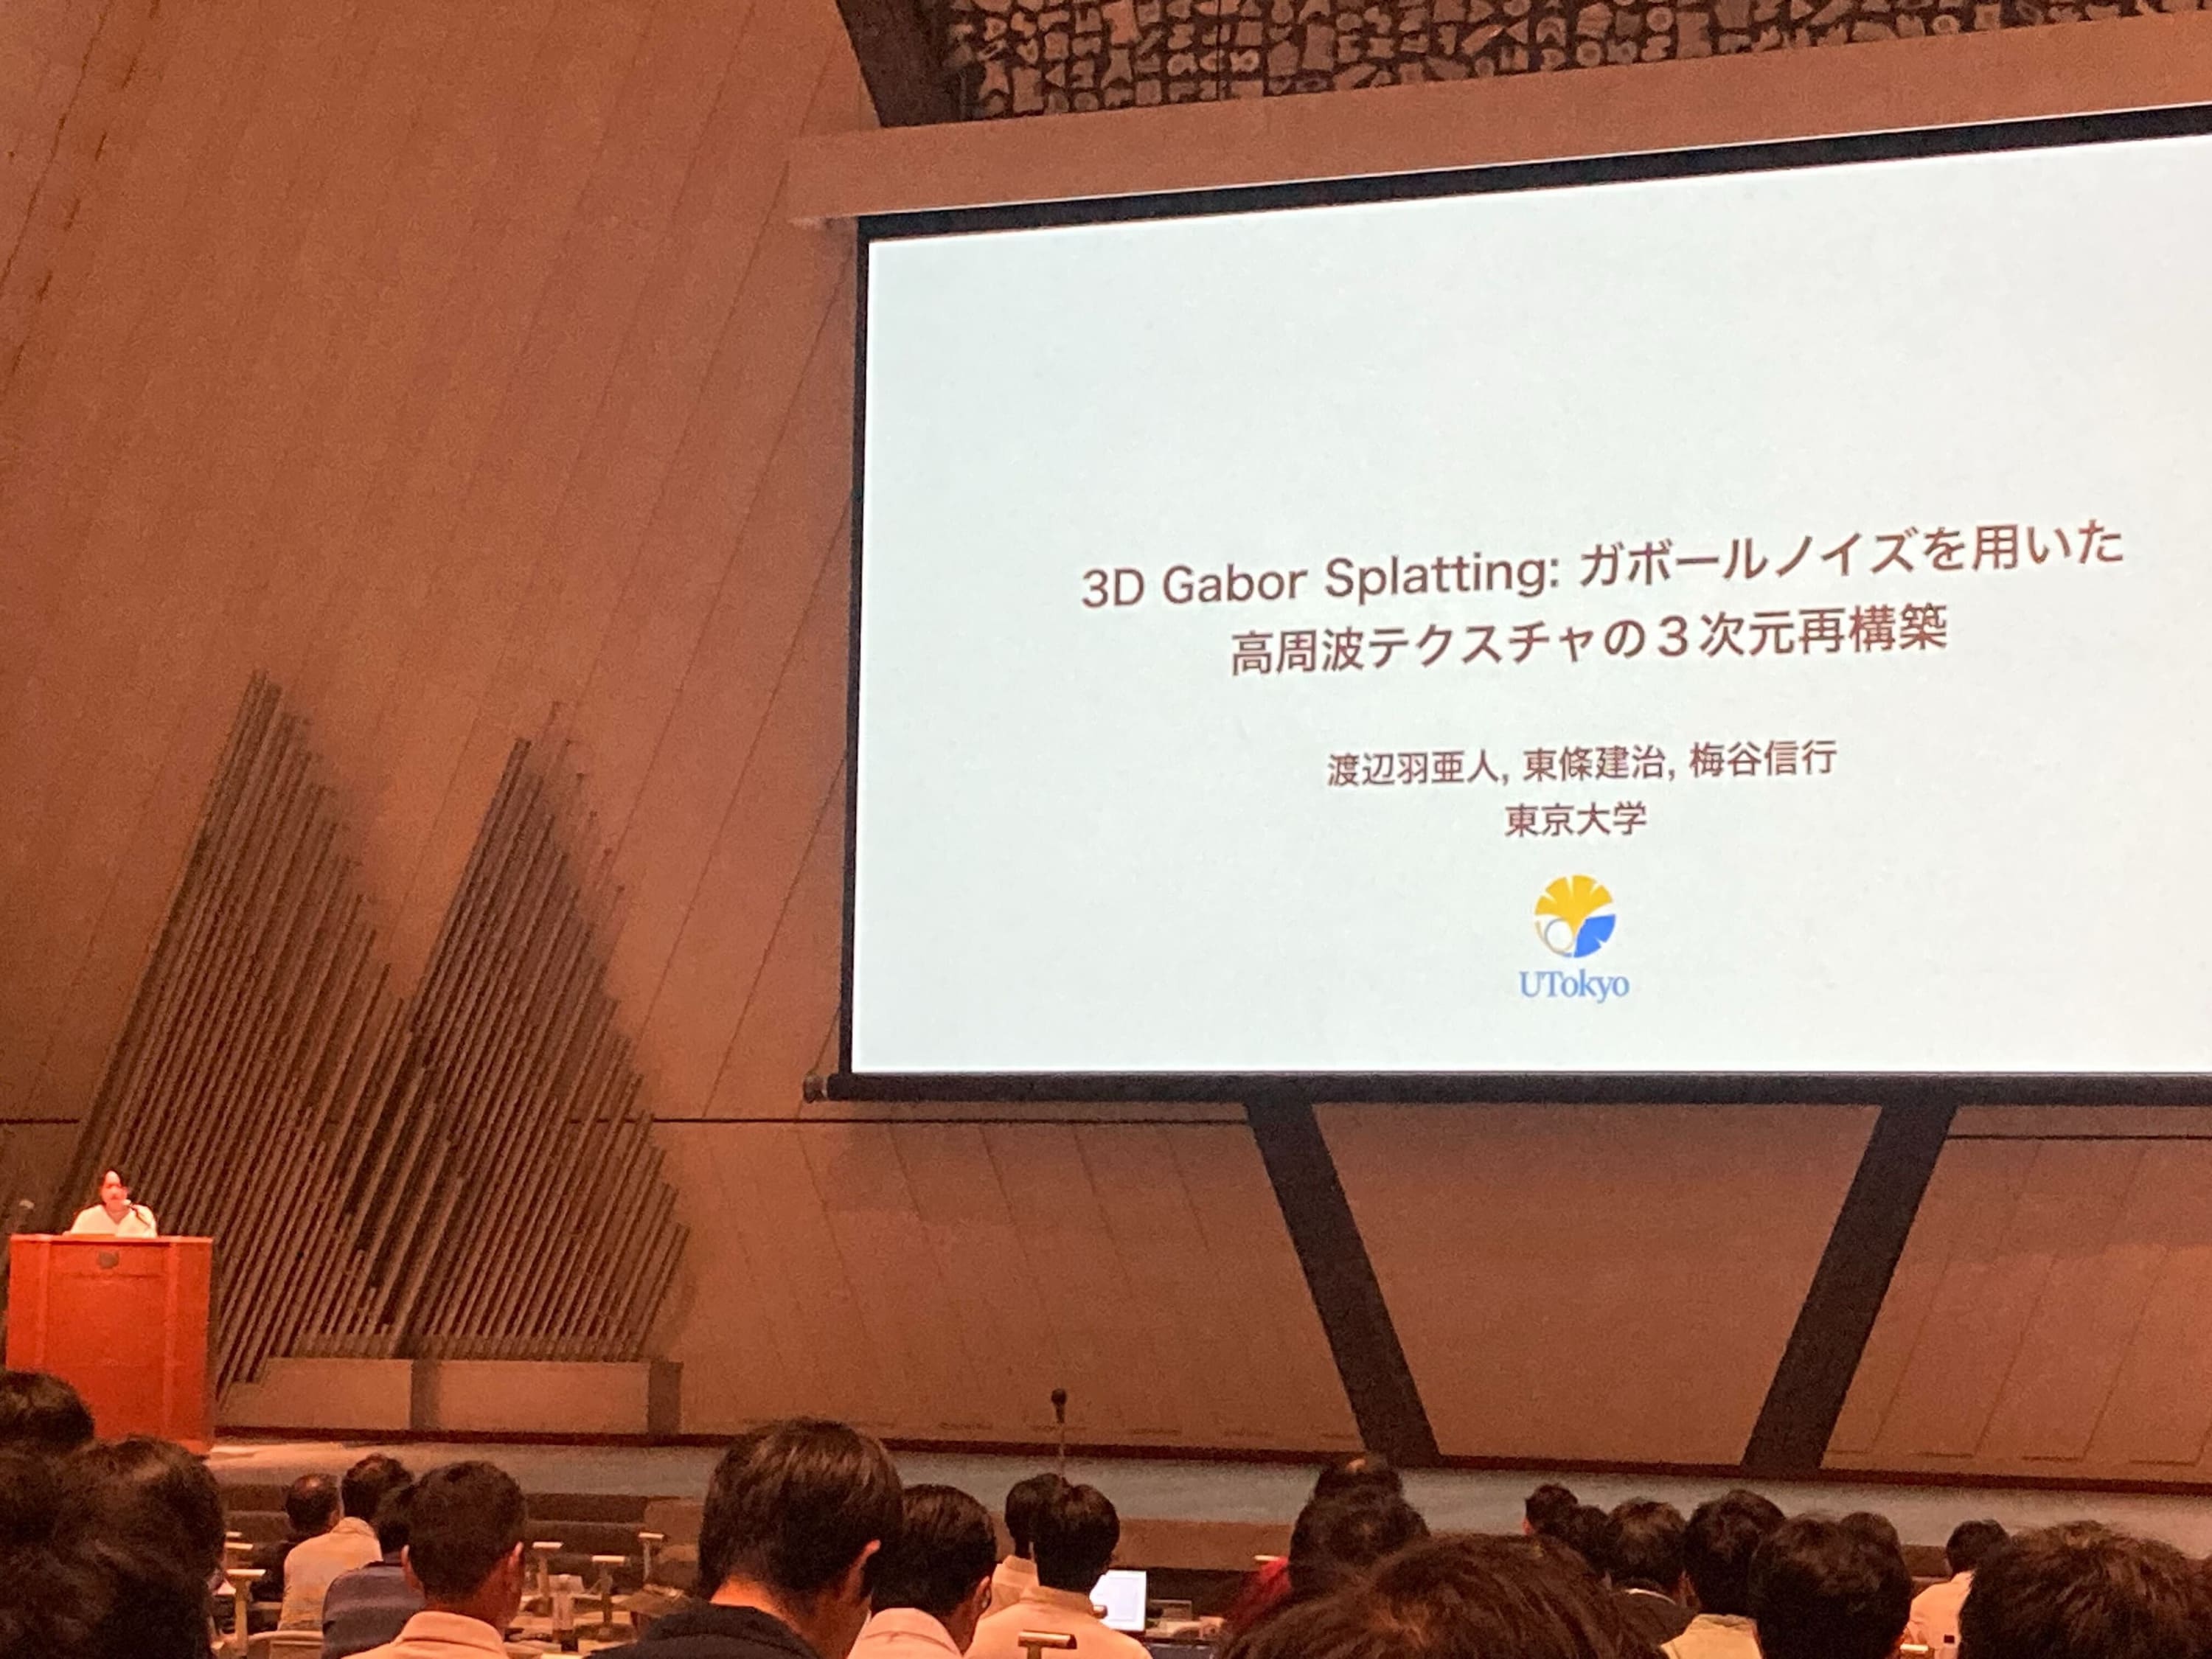 3D Gabor Splatting: ガボールノイズを用いた
高周波テクスチャの3次元再構築
渡辺羽亜人, 東條建治, 梅谷信行
東京大学
UTokyo